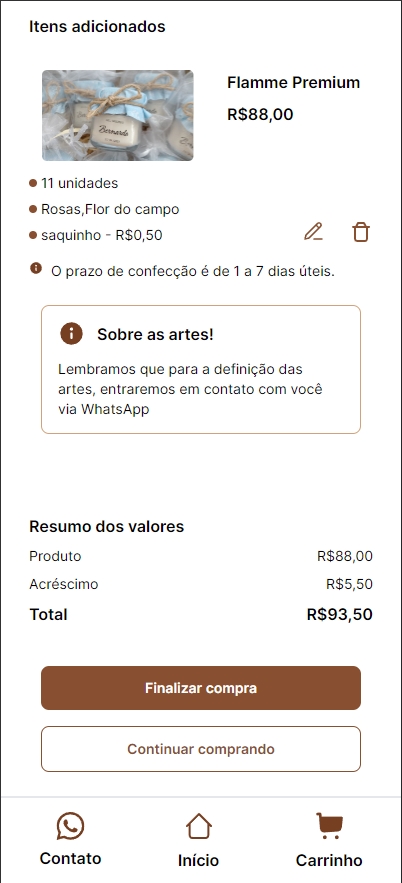 Itens adicionados
Flamme Premium
R$88,00
Bernardo
11 unidades
Rosas,Flor do campo
saquinho - R$0,50
O prazo de confecção é de 1 a 7 dias úteis.
Sobre as artes!
Lembramos que para a definição das
artes, entraremos em contato com você
via WhatsApp
Resumo dos valores
Produto R$88,00
Acréscimo R$5,50
Total R$93,50
Finalizar compra
Continuar comprando
Contato Início Carrinho